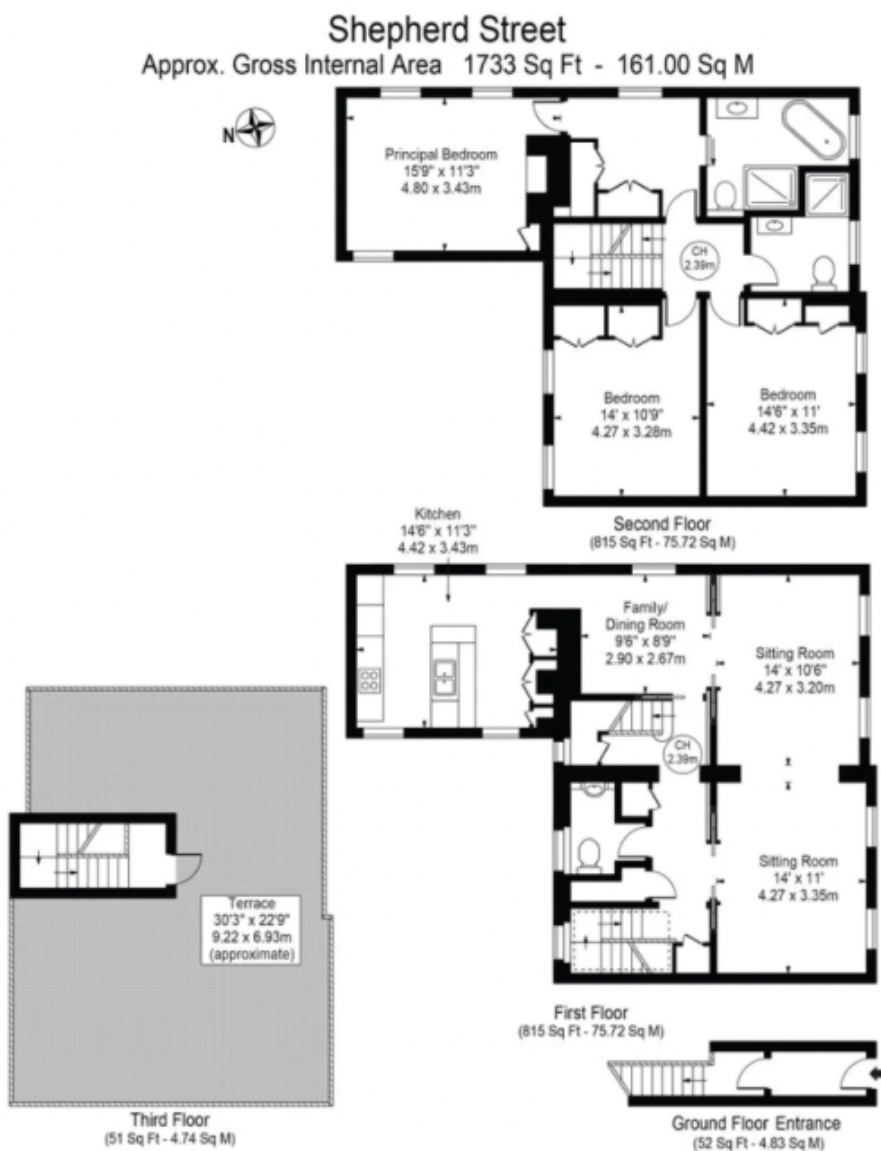 Shepherd Street
Approx. Gross Internal Area 1733 Sq Ft - 161.00 Sq M
N
Principal Bedroom
15'9" x 11'3"
4.80 x 3.43m
CH
2.39m
Bedroom
14' x 10'9"
4.27 x 3.28m
Bedroom
14'6" x 11'
4.42 x 3.35m
Second Floor
(815 Sq Ft - 75.72 Sq M)
Kitchen
14'6" x 11'3"
4.42 x 3.43m
Family/
Dining Room
9'6" x 8'9"
2.90 x 2.67m
Sitting Room
14' x 10'6"
4.27 x 3.20m
CH
2.39m
Sitting Room
14' x 11'
4.27 x 3.35m
First Floor
(815 Sq Ft - 75.72 Sq M)
Terrace
30'3" x 22'9"
9.22 x 6.93m
(approximate)
Third Floor
(51 Sq Ft - 4.74 Sq M)
Ground Floor Entrance
(52 Sq Ft - 4.83 Sq M)